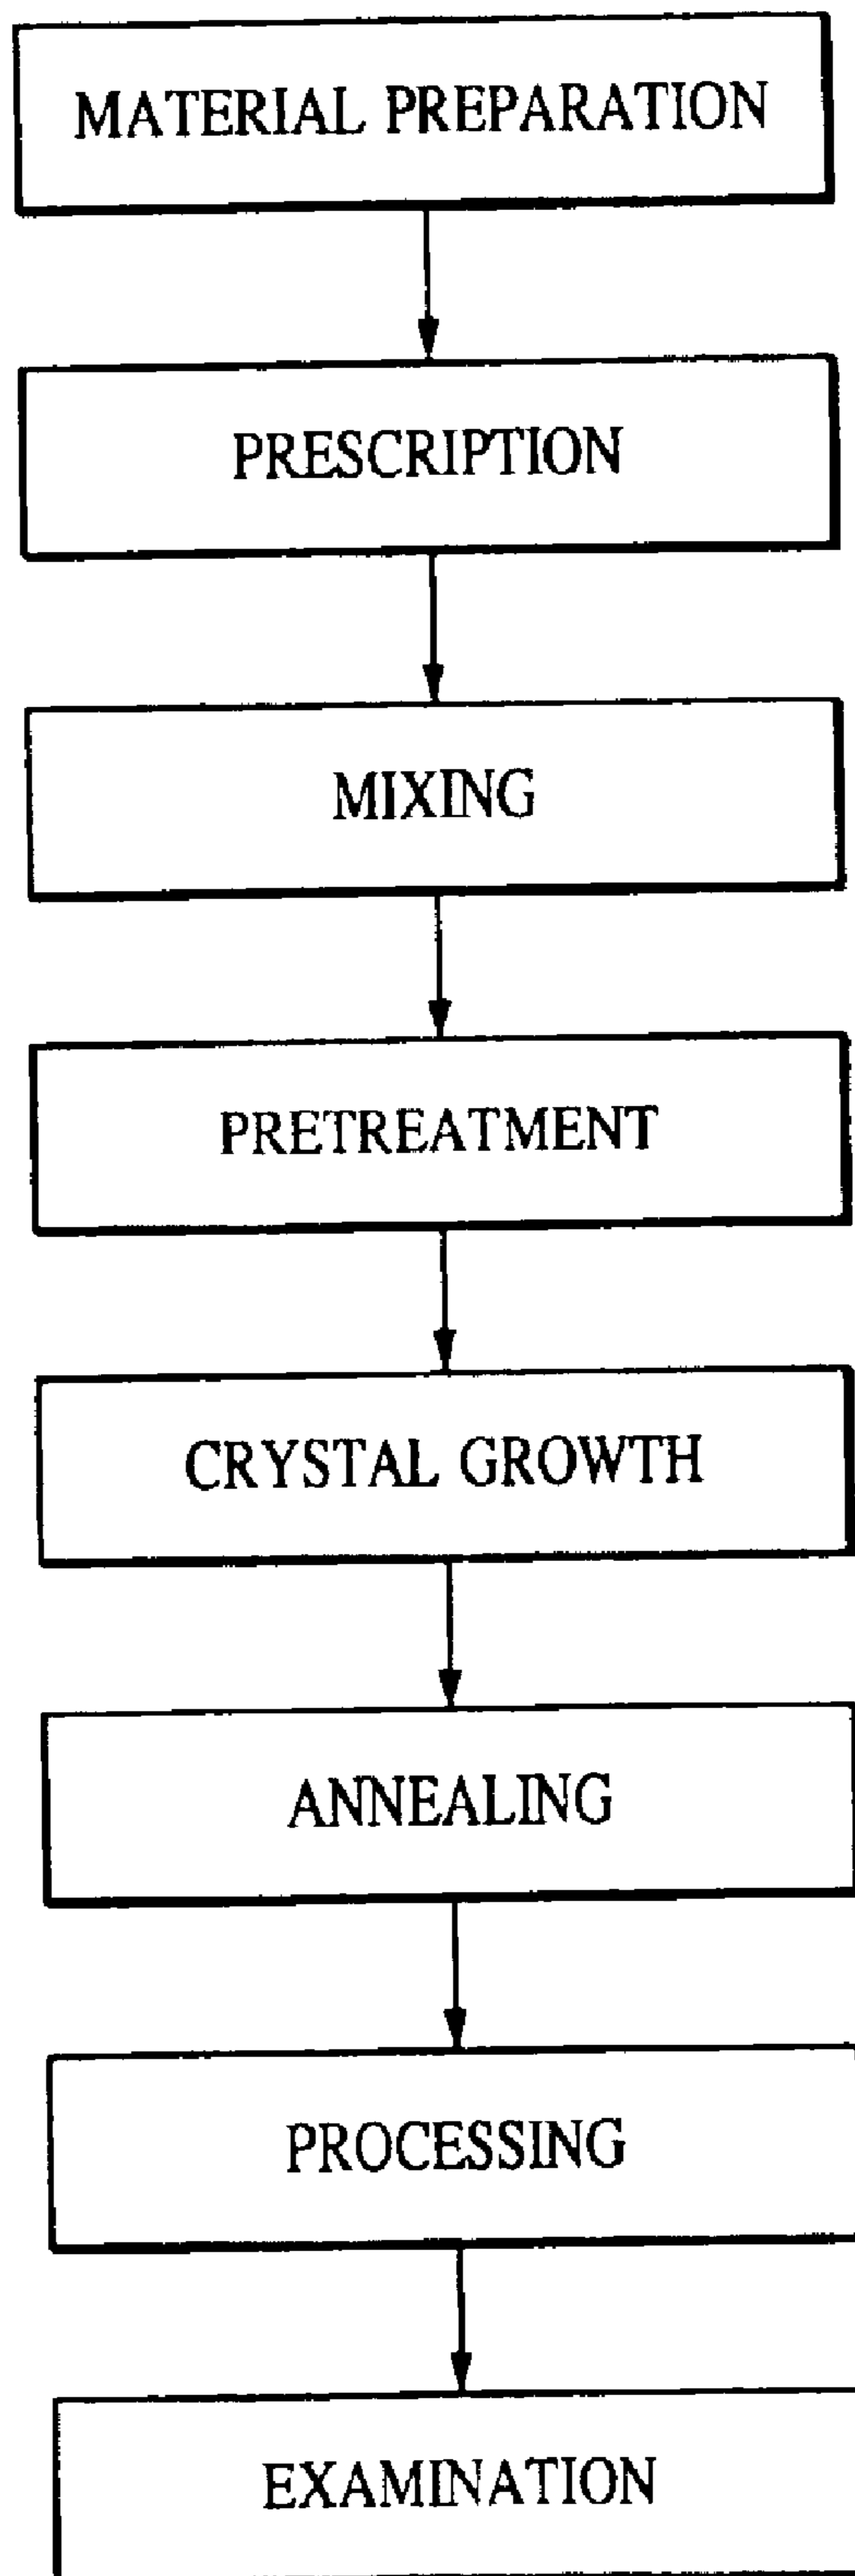 MATERIAL PREPARATION
PRESCRIPTION
MIXING
PRETREATMENT
CRYSTAL GROWTH
ANNEALING
PROCESSING
EXAMINATION